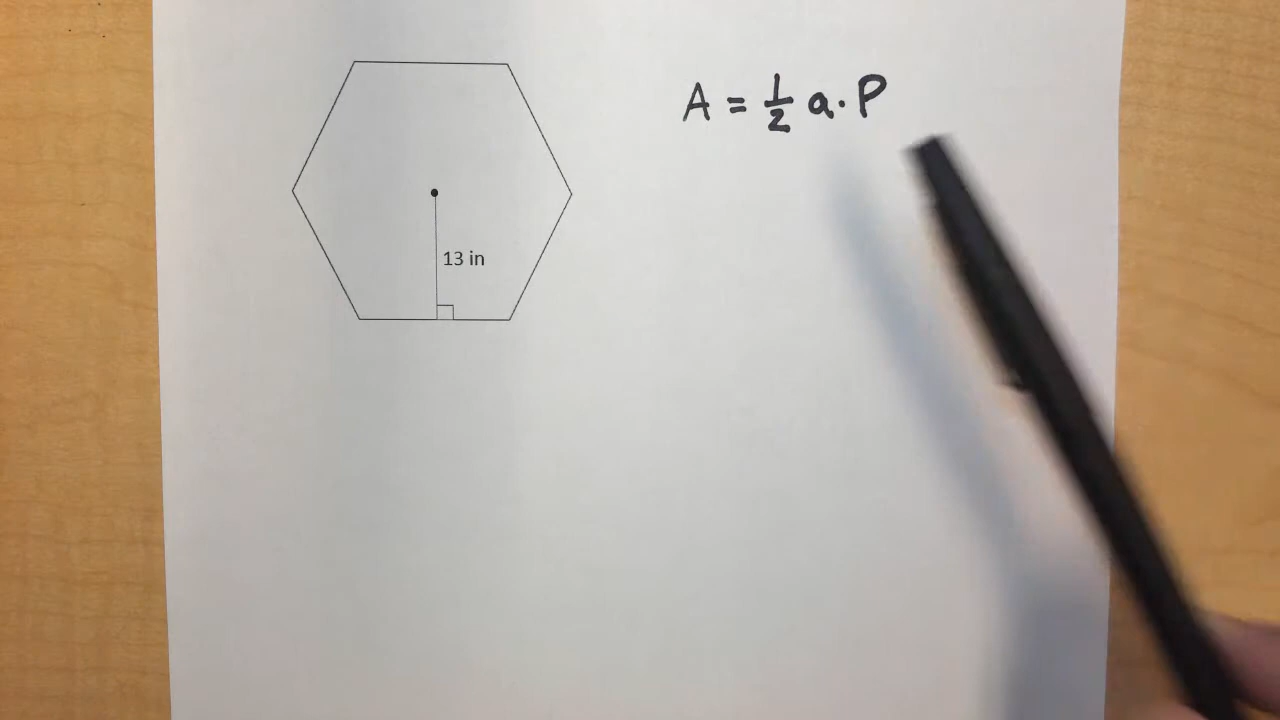 A = 1/2 a · P
13 in